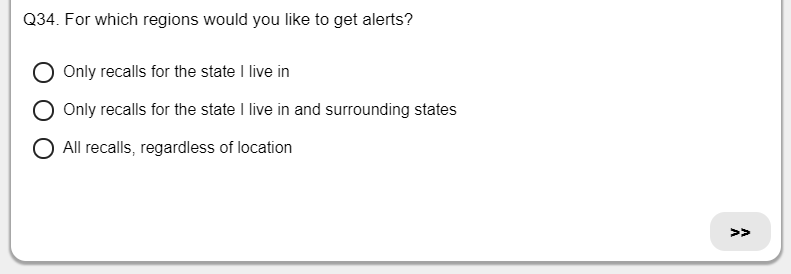 Q34. For which regions would you like to get alerts?
Only recalls for the state I live in
Only recalls for the state I live in and surrounding states
All recalls, regardless of location
>>